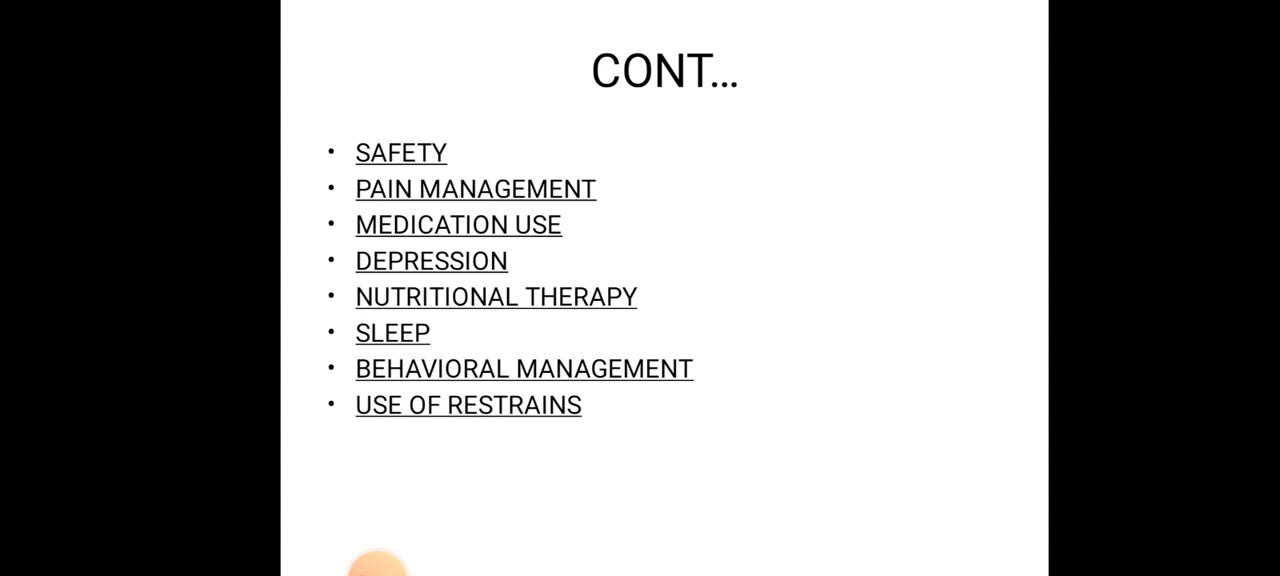 CONT...
• SAFETY
• PAIN MANAGEMENT
• MEDICATION USE
• DEPRESSION
• NUTRITIONAL THERAPY
• SLEEP
• BEHAVIORAL MANAGEMENT
• USE OF RESTRAINS